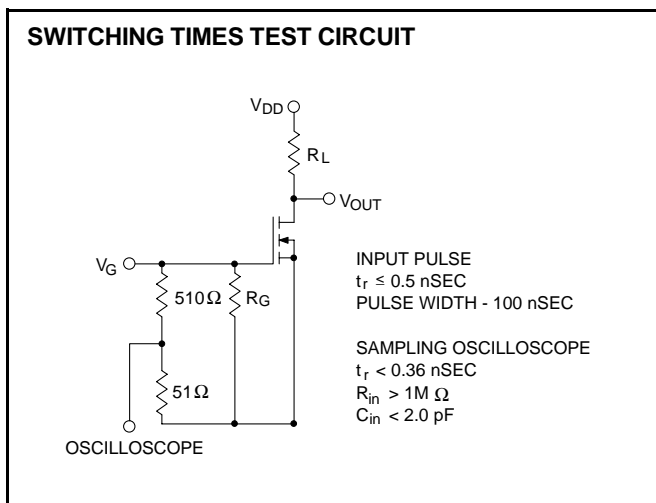 SWITCHING TIMES TEST CIRCUIT
VDD
RL
VOUT
VG
510Ω
RG
51Ω
OSCILLOSCOPE
INPUT PULSE
tr ≤ 0.5 nSEC
PULSE WIDTH - 100 nSEC
SAMPLING OSCILLOSCOPE
tr < 0.36 nSEC
Rin > 1M Ω
Cin < 2.0 pF